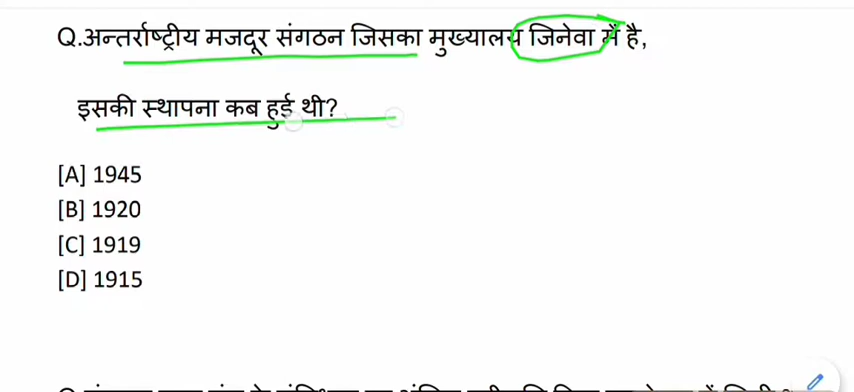 Q.अन्तर्राष्ट्रीय मजदूर संगठन जिसका मुख्यालय जिनेवा में है,
इसकी स्थापना कब हुई थी?
[A] 1945
[B] 1920
[C] 1919
[D] 1915